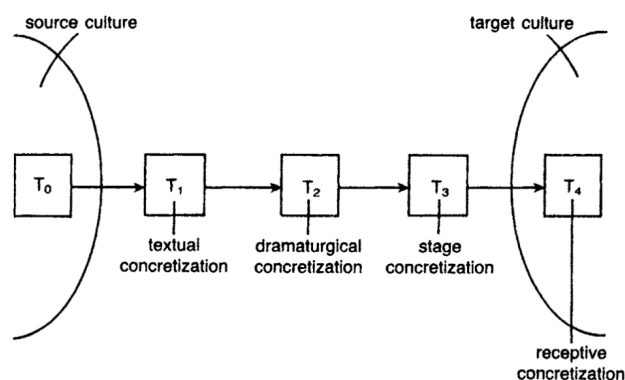 source culture
target culture
T₀
T₁
T₂
T₃
T₄
textual
concretization
dramaturgical
concretization
stage
concretization
receptive
concretization